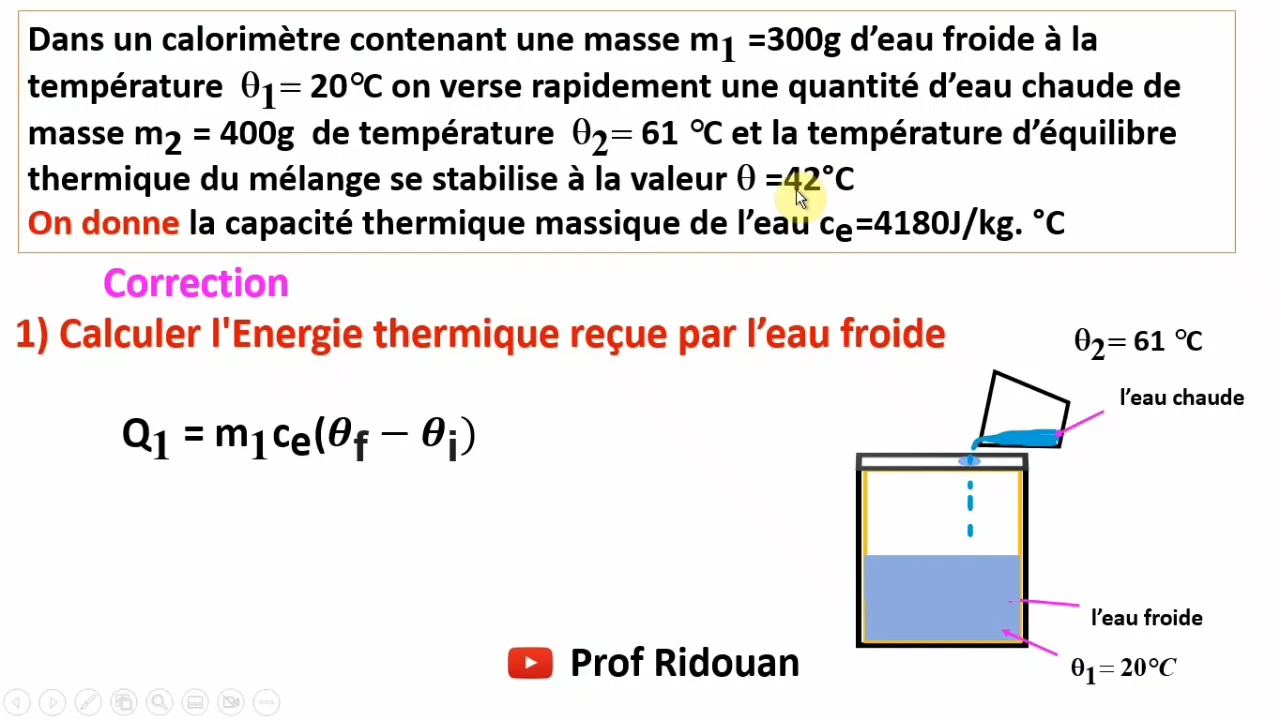 Dans un calorimètre contenant une masse m1 =300g d’eau froide à la
température θ1= 20°C on verse rapidement une quantité d’eau chaude de
masse m2 = 400g de température θ2= 61 °C et la température d’équilibre
thermique du mélange se stabilise à la valeur θ =42°C
On donne la capacité thermique massique de l’eau ce=4180J/kg. °C
Correction
1) Calculer l'Energie thermique reçue par l’eau froide
θ2= 61 °C
l’eau chaude
Q1 = m1ce(θf − θi)
l’eau froide
Prof Ridouan
θ1= 20°C